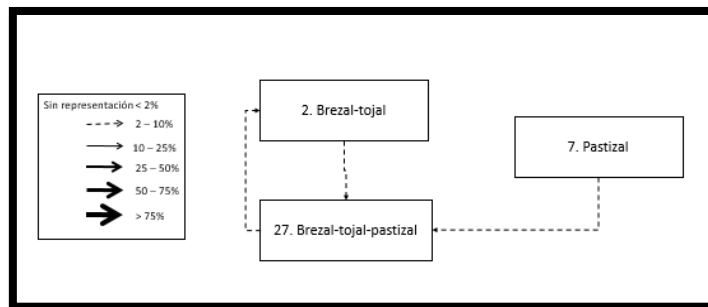 Sin representación < 2%
2 – 10%
10 – 25%
25 – 50%
50 – 75%
> 75%
2. Brezal-tojal
7. Pastizal
27. Brezal-tojal-pastizal